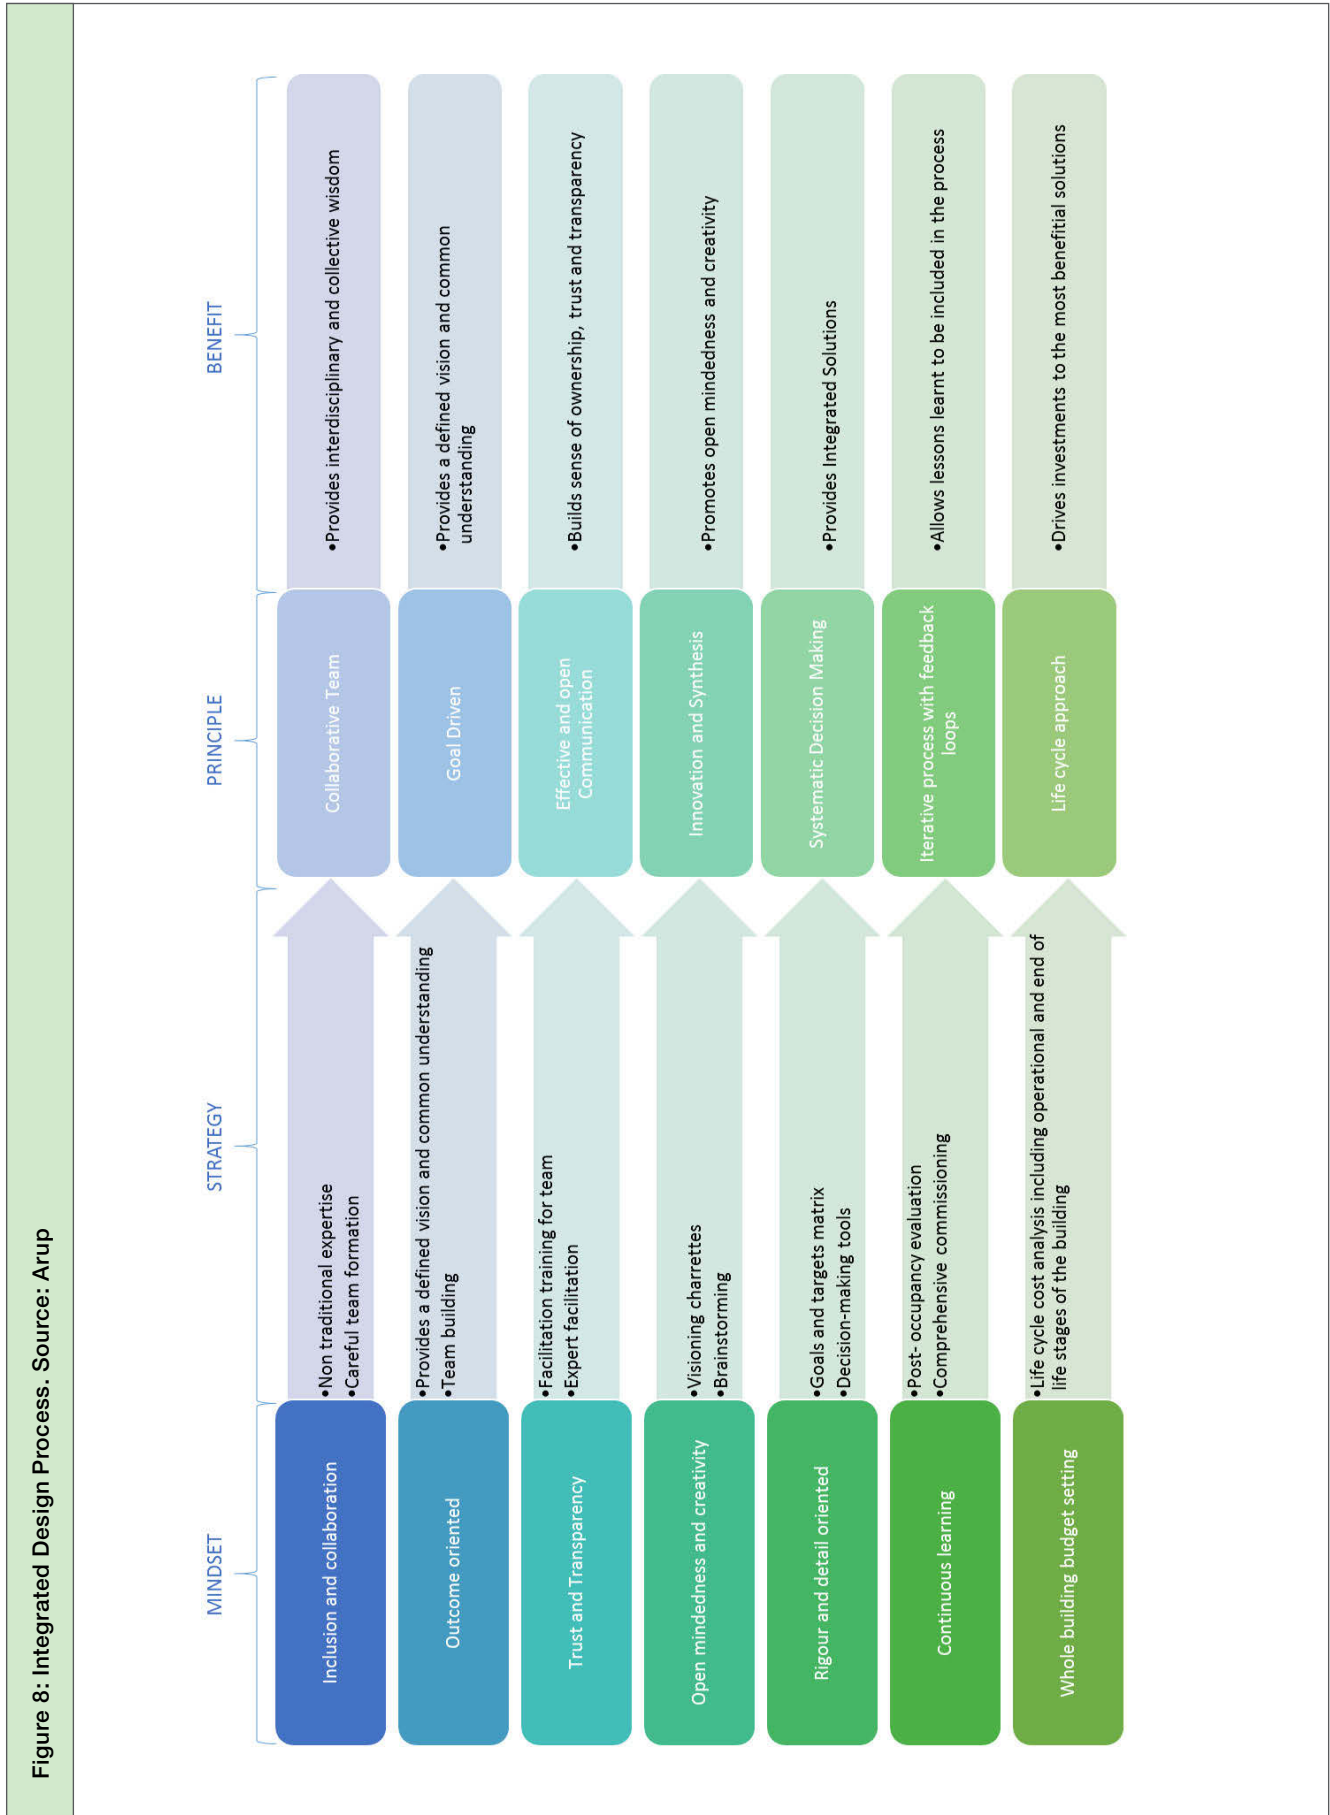 Figure 8: Integrated Design Process. Source: Arup
MINDSET
STRATEGY
PRINCIPLE
BENEFIT
Inclusion and collaboration
•Non traditional expertise
•Careful team formation
Collaborative Team
•Provides interdisciplinary and collective wisdom
Outcome oriented
•Provides a defined vision and common understanding
•Team building
Goal Driven
•Provides a defined vision and common
understanding
Trust and Transparency
•Facilitation training for team
•Expert facilitation
Effective and open
Communication
•Builds sense of ownership, trust and transparency
Open mindedness and creativity
•Visioning charrettes
•Brainstorming
Innovation and Synthesis
•Promotes open mindedness and creativity
Rigour and detail oriented
•Goals and targets matrix
•Decision-making tools
Systematic Decision Making
•Provides Integrated Solutions
Continuous learning
•Post- occupancy evaluation
•Comprehensive commissioning
Iterative process with feedback
loops
•Allows lessons learnt to be included in the process
Whole building budget setting
•Life cycle cost analysis including operational and end of
life stages of the building
Life cycle approach
•Drives investments to the most benefitial solutions